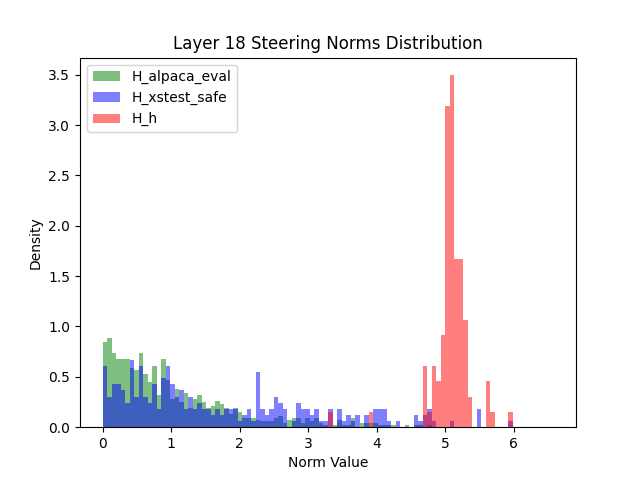 Layer 18 Steering Norms Distribution
H_alpaca_eval
H_xstest_safe
H_h
Density
3.5
3.0
2.5
2.0
1.5
1.0
0.5
0.0
0 1 2 3 4 5 6
Norm Value